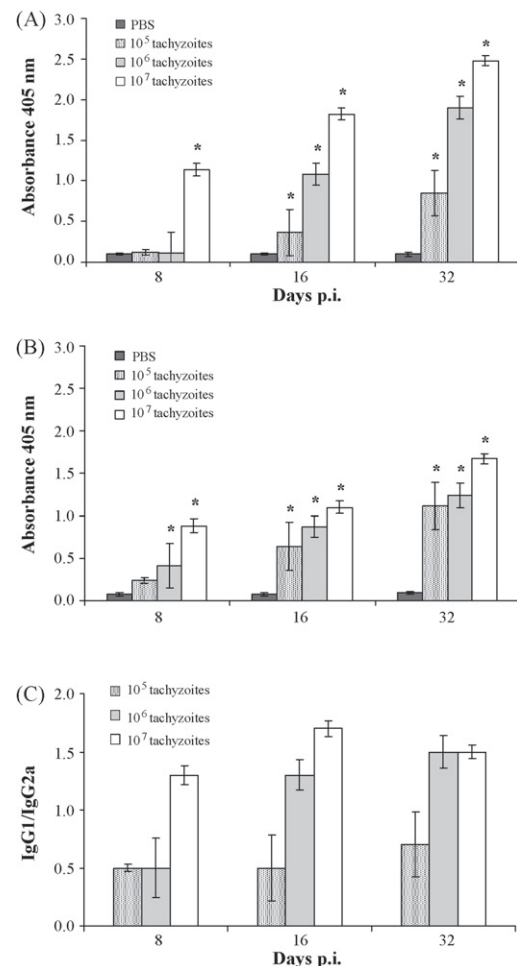 (A)
3.0
2.5
2.0
1.5
1.0
0.5
0.0
Absorbance 405 nm
PBS
10⁵ tachyzoites
10⁶ tachyzoites
10⁷ tachyzoites
*
* * *
* * *
8 16 32
Days p.i.
(B)
3.0
2.5
2.0
1.5
1.0
0.5
0.0
Absorbance 405 nm
PBS
10⁵ tachyzoites
10⁶ tachyzoites
10⁷ tachyzoites
* *
* * *
* * *
8 16 32
(C)
2.0
1.5
1.0
0.5
0.0
IgG1/IgG2a
10⁵ tachyzoites
10⁶ tachyzoites
10⁷ tachyzoites
8 16 32
Days p.i.